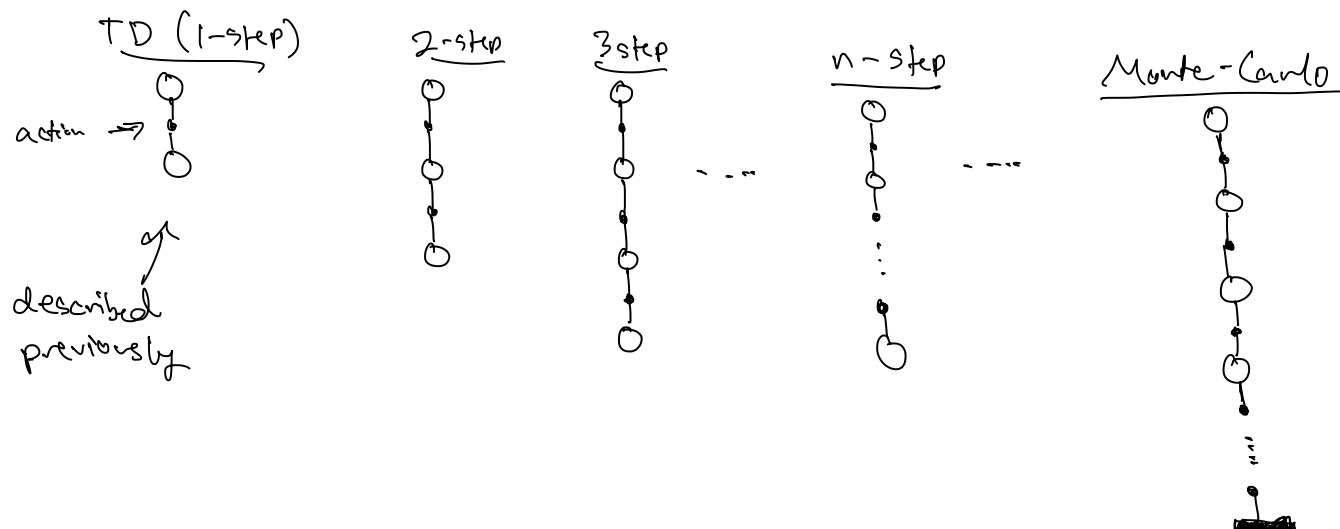 TD (1-step)
2-step
3step
n-step
Monte-Carlo
action →
described
previously